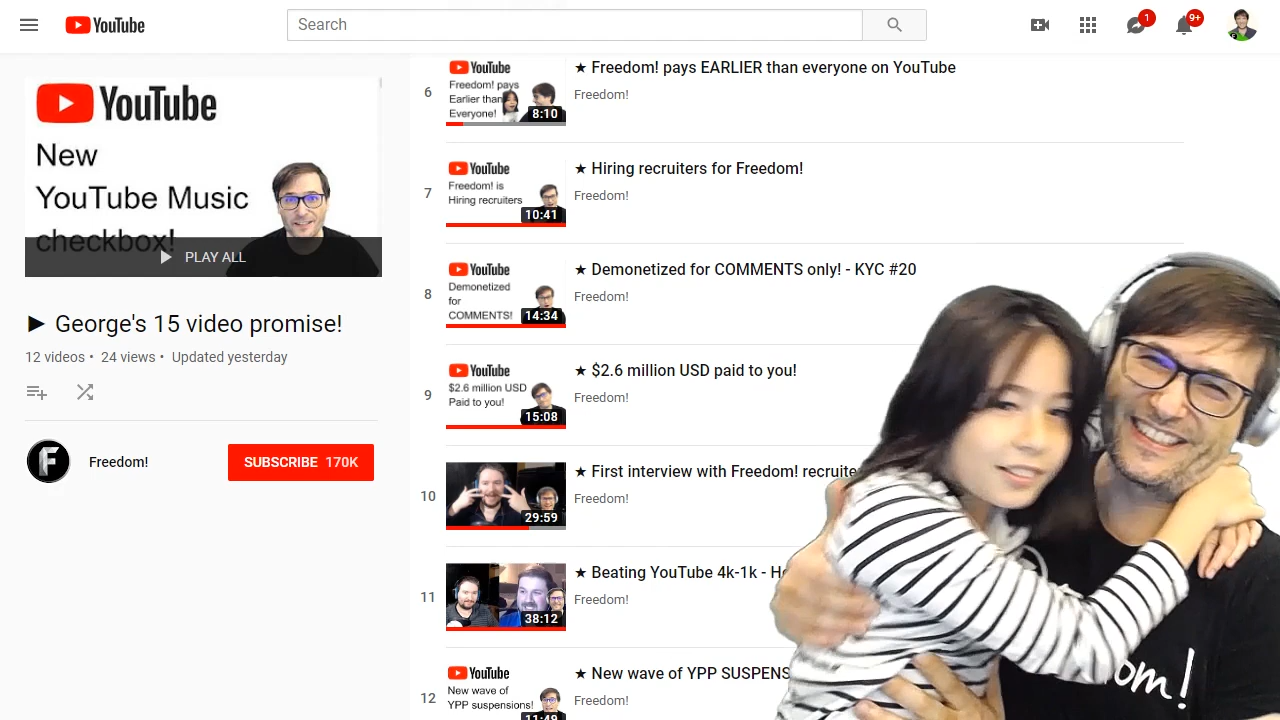 YouTube
Search
1
9+
YouTube
New
YouTube Music
checkbox!
PLAY ALL
► George's 15 video promise!
12 videos • 24 views • Updated yesterday
F
Freedom!
SUBSCRIBE 170K
6
YouTube
Freedom! pays
Earlier than
Everyone!
8:10
★ Freedom! pays EARLIER than everyone on YouTube
Freedom!
7
YouTube
Freedom! is
Hiring recruiters
10:41
★ Hiring recruiters for Freedom!
Freedom!
8
YouTube
Demonetized
for
COMMENTS!
14:34
★ Demonetized for COMMENTS only! - KYC #20
Freedom!
9
YouTube
$2.6 million USD
Paid to you!
15:08
★ $2.6 million USD paid to you!
Freedom!
10
29:59
★ First interview with Freedom! recruite
Freedom!
11
38:12
★ Beating YouTube 4k-1k - H
Freedom!
12
YouTube
New wave of
YPP suspensions!
11:49
★ New wave of YPP SUSPENS
Freedom!
om!